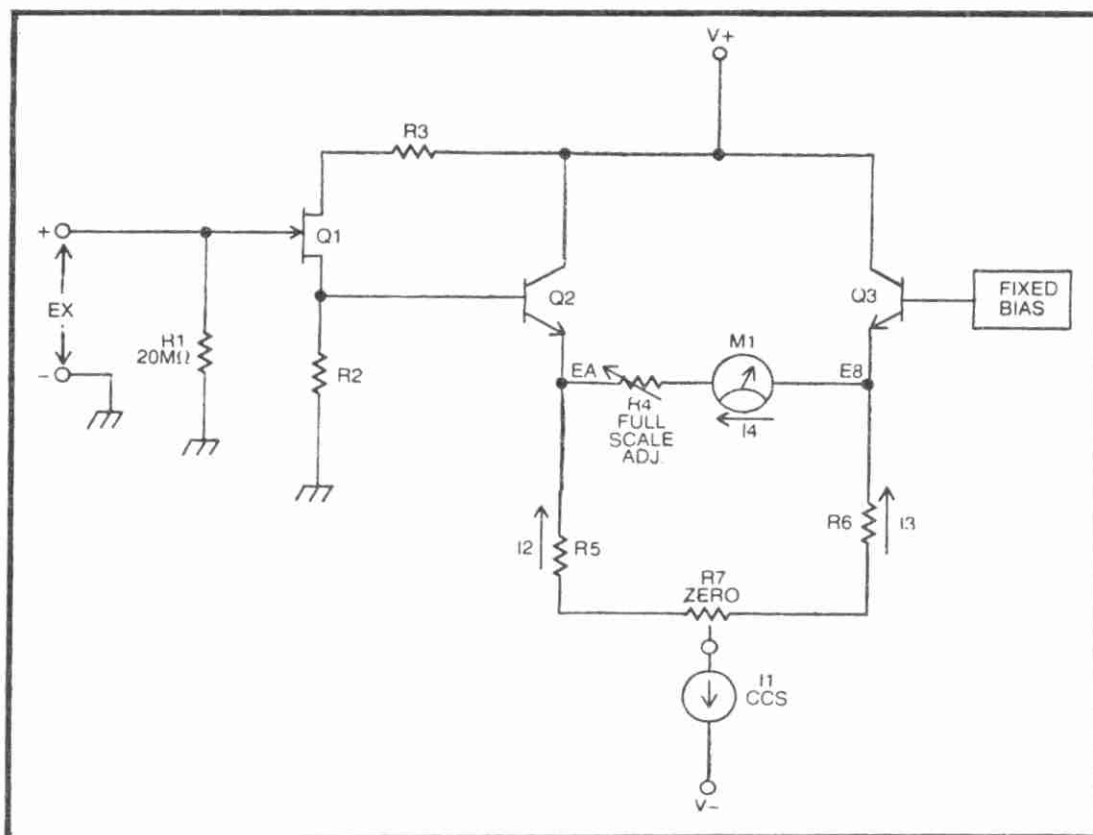 V+
R3
+
Q1
EX
R1
20MΩ
−
R2
Q2
Q3
FIXED
BIAS
M1
EA
E8
R4
FULL
SCALE
ADJ.
I4
I2
R5
R6
I3
R7
ZERO
I1
CCS
V−